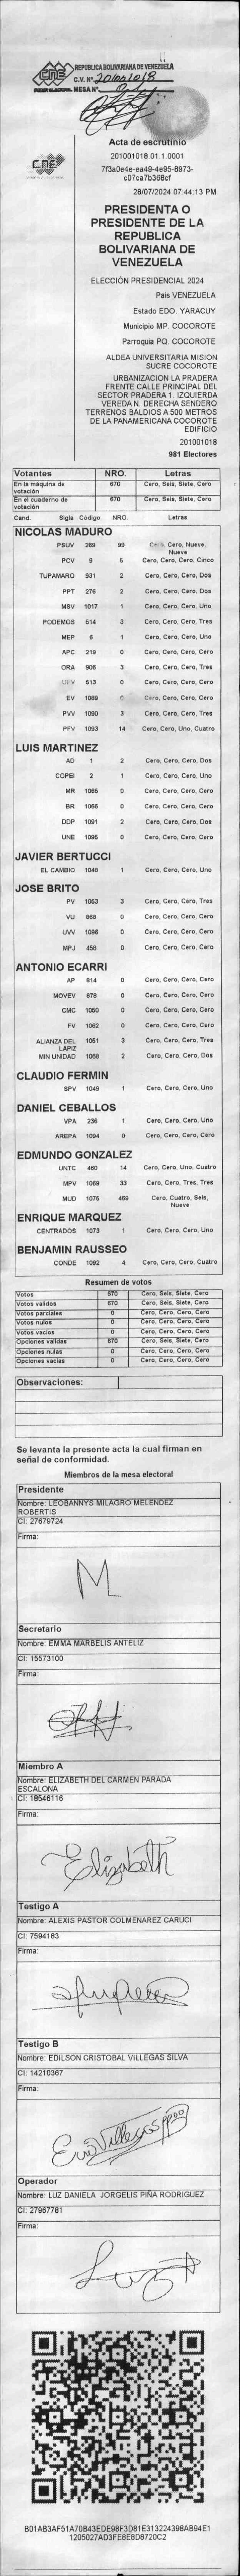 REPUBLICA BOLIVARIANA DE VENEZUELA
CNE
C.V. Nº
PODER ELECTORAL MESA Nº
CNE
Acta de escrutinio
201001018.01.1.0001
7f3a0e4e-ea49-4e95-8973-
c07ca7b368cf
28/07/2024 07:44:13 PM
PRESIDENTA O
PRESIDENTE DE LA
REPUBLICA
BOLIVARIANA DE
VENEZUELA
ELECCIÓN PRESIDENCIAL 2024
Pais VENEZUELA
Estado EDO. YARACUY
Municipio MP. COCOROTE
Parroquia PQ. COCOROTE
ALDEA UNIVERSITARIA MISION
SUCRE COCOROTE
URBANIZACION LA PRADERA
FRENTE CALLE PRINCIPAL DEL
SECTOR PRADERA 1. IZQUIERDA
VEREDA N. DERECHA SENDERO
TERRENOS BALDIOS A 500 METROS
DE LA PANAMERICANA COCOROTE
EDIFICIO
201001018
981 Electores
Votantes NRO. Letras
En la máquina de votación 670 Cero, Seis, Siete, Cero
En el cuaderno de votación 670 Cero, Seis, Siete, Cero
Cand. Sigla Código NRO. Letras
NICOLAS MADURO
PSUV 269 99 Cero, Cero, Nueve, Nueve
PCV 9 5 Cero, Cero, Cero, Cinco
TUPAMARO 931 2 Cero, Cero, Cero, Dos
PPT 276 2 Cero, Cero, Cero, Dos
MSV 1017 1 Cero, Cero, Cero, Uno
PODEMOS 514 3 Cero, Cero, Cero, Tres
MEP 6 1 Cero, Cero, Cero, Uno
APC 219 0 Cero, Cero, Cero, Cero
ORA 906 3 Cero, Cero, Cero, Tres
UPV 513 0 Cero, Cero, Cero, Cero
EV 1089 0 Cero, Cero, Cero, Cero
PVV 1090 3 Cero, Cero, Cero, Tres
PFV 1093 14 Cero, Cero, Uno, Cuatro
LUIS MARTINEZ
AD 1 2 Cero, Cero, Cero, Dos
COPEI 2 1 Cero, Cero, Cero, Uno
MR 1065 0 Cero, Cero, Cero, Cero
BR 1066 0 Cero, Cero, Cero, Cero
DDP 1091 2 Cero, Cero, Cero, Dos
UNE 1095 0 Cero, Cero, Cero, Cero
JAVIER BERTUCCI
EL CAMBIO 1046 1 Cero, Cero, Cero, Uno
JOSE BRITO
PV 1053 3 Cero, Cero, Cero, Tres
VU 868 0 Cero, Cero, Cero, Cero
UVV 1096 0 Cero, Cero, Cero, Cero
MPJ 456 0 Cero, Cero, Cero, Cero
ANTONIO ECARRI
AP 814 0 Cero, Cero, Cero, Cero
MOVEV 879 0 Cero, Cero, Cero, Cero
CMC 1050 0 Cero, Cero, Cero, Cero
FV 1062 0 Cero, Cero, Cero, Cero
ALIANZA DEL LAPIZ 1051 3 Cero, Cero, Cero, Tres
MIN UNIDAD 1068 2 Cero, Cero, Cero, Dos
CLAUDIO FERMIN
SPV 1049 1 Cero, Cero, Cero, Uno
DANIEL CEBALLOS
VPA 236 1 Cero, Cero, Cero, Uno
AREPA 1094 0 Cero, Cero, Cero, Cero
EDMUNDO GONZALEZ
UNTC 460 14 Cero, Cero, Uno, Cuatro
MPV 1069 33 Cero, Cero, Tres, Tres
MUD 1075 469 Cero, Cuatro, Seis, Nueve
ENRIQUE MARQUEZ
CENTRADOS 1073 1 Cero, Cero, Cero, Uno
BENJAMIN RAUSSEO
CONDE 1092 4 Cero, Cero, Cero, Cuatro
Resumen de votos
Votos 670 Cero, Seis, Siete, Cero
Votos validos 670 Cero, Seis, Siete, Cero
Votos parciales 0 Cero, Cero, Cero, Cero
Votos nulos 0 Cero, Cero, Cero, Cero
Votos vacios 0 Cero, Cero, Cero, Cero
Opciones validas 670 Cero, Seis, Siete, Cero
Opciones nulas 0 Cero, Cero, Cero, Cero
Opciones vacias 0 Cero, Cero, Cero, Cero
Observaciones:
Se levanta la presente acta la cual firman en
señal de conformidad.
Miembros de la mesa electoral
Presidente
Nombre: LEOBANNYS MILAGRO MELENDEZ
ROBERTIS
CI: 27679724
Firma:
Secretario
Nombre: EMMA MARBELIS ANTELIZ
CI: 15573100
Firma:
Miembro A
Nombre: ELIZABETH DEL CARMEN PARADA
ESCALONA
CI: 18546116
Firma:
Elizabeth
Testigo A
Nombre: ALEXIS PASTOR COLMENAREZ CARUCI
CI: 7594183
Firma:
Testigo B
Nombre: EDILSON CRISTOBAL VILLEGAS SILVA
CI: 14210367
Firma:
Operador
Nombre: LUZ DANIELA JORGELIS PIÑA RODRIGUEZ
CI: 27967781
Firma:
B01AB3AF51A70B43EDE98F3D81E313224398AB94E1
1205027AD3FEBE8D8720C2